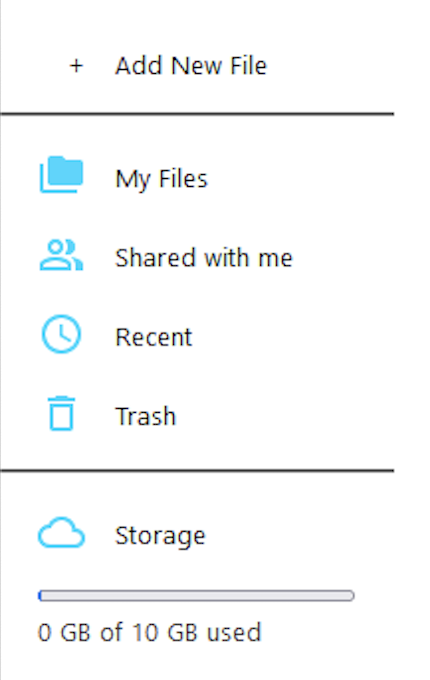 + Add New File
My Files
Shared with me
Recent
Trash
Storage
0 GB of 10 GB used